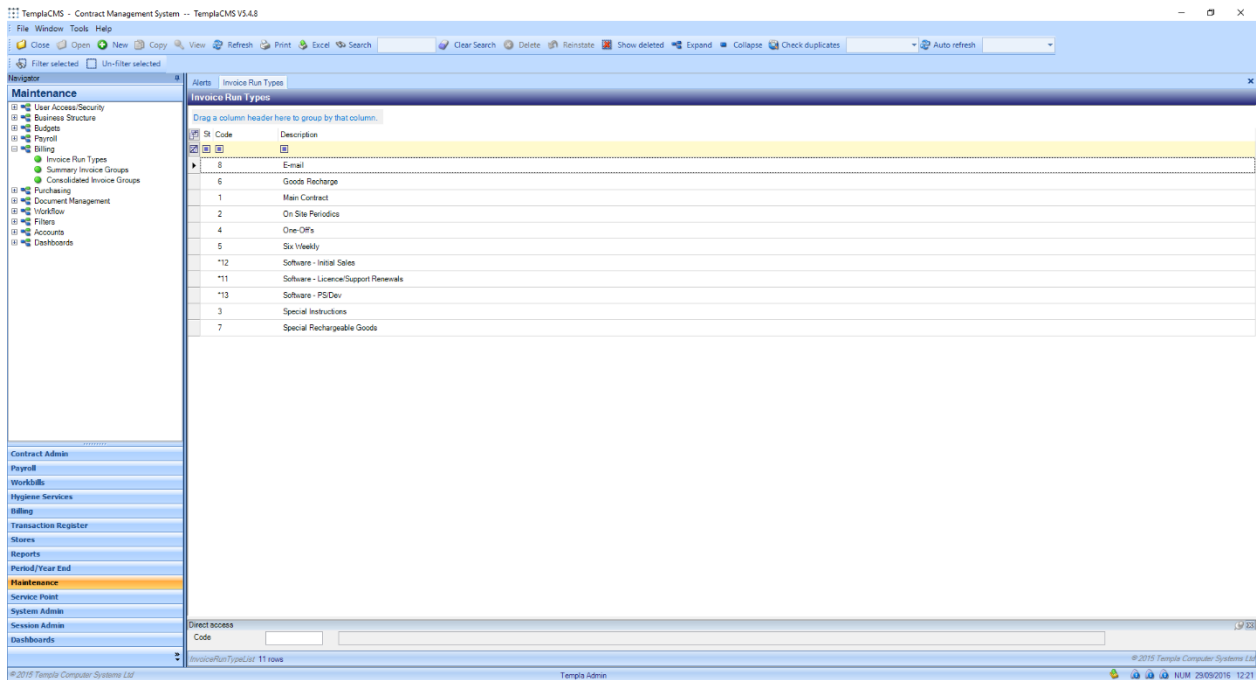 TemplaCMS - Contract Management System -- TemplaCMS V5.4.8
File Window Tools Help
Close Open New Copy View Refresh Print Excel Search Clear Search Delete Reinstate Show deleted Expand Collapse Check duplicates Auto refresh
Filter selected Un-filter selected
Navigator
Maintenance
User Access/Security
Business Structure
Budgets
Payroll
Billing
Invoice Run Types
Summary Invoice Groups
Consolidated Invoice Groups
Purchasing
Document Management
Workflow
Filters
Accounts
Dashboards
Contract Admin
Payroll
Workbills
Hygiene Services
Billing
Transaction Register
Stores
Reports
Period/Year End
Maintenance
Service Point
System Admin
Session Admin
Dashboards
Alerts Invoice Run Types
Invoice Run Types
Drag a column header here to group by that column.
St Code Description
8 E-mail
6 Goods Recharge
1 Main Contract
2 On Site Periodics
4 One-Off's
5 Six Weekly
*12 Software - Initial Sales
*11 Software - Licence/Support Renewals
*13 Software - PS/Dev
3 Special Instructions
7 Special Rechargeable Goods
Direct access
Code
InvoiceRunTypeList 11 rows © 2015 Templa Computer Systems Ltd
© 2015 Templa Computer Systems Ltd Templa Admin NUM 29/09/2016 12:21